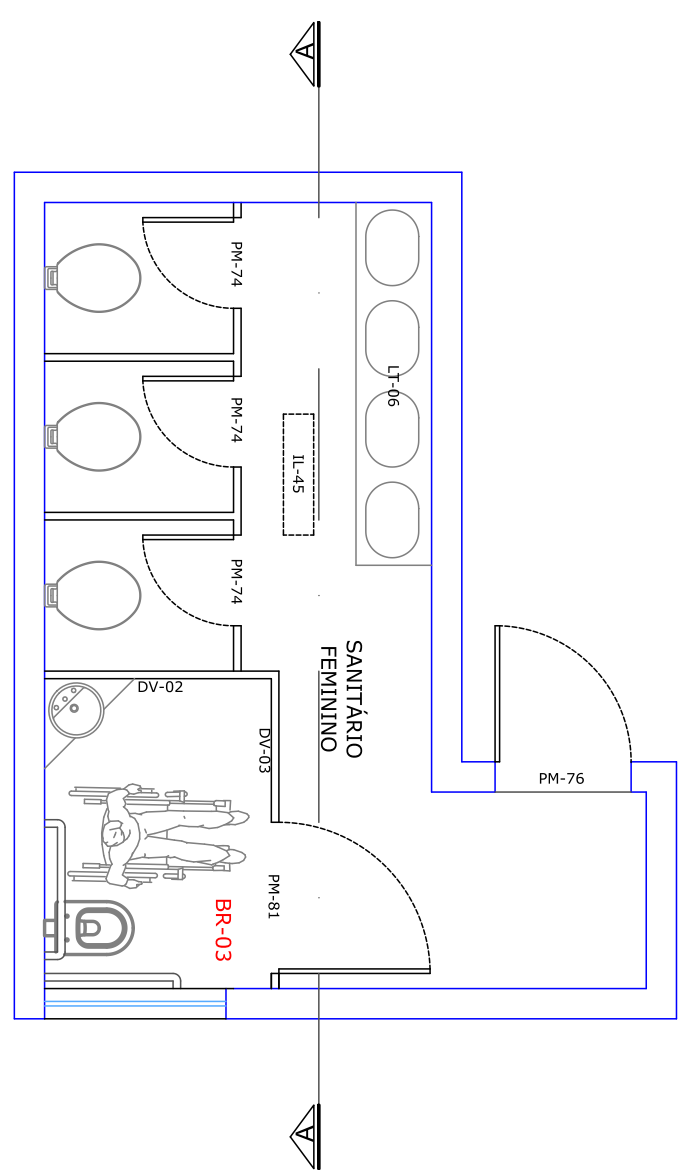 A
PM-74
LT-06
PM-74
IL-45
PM-74
SANITÁRIO
FEMININO
DV-02
DV-03
PM-76
PM-81
BR-03
A